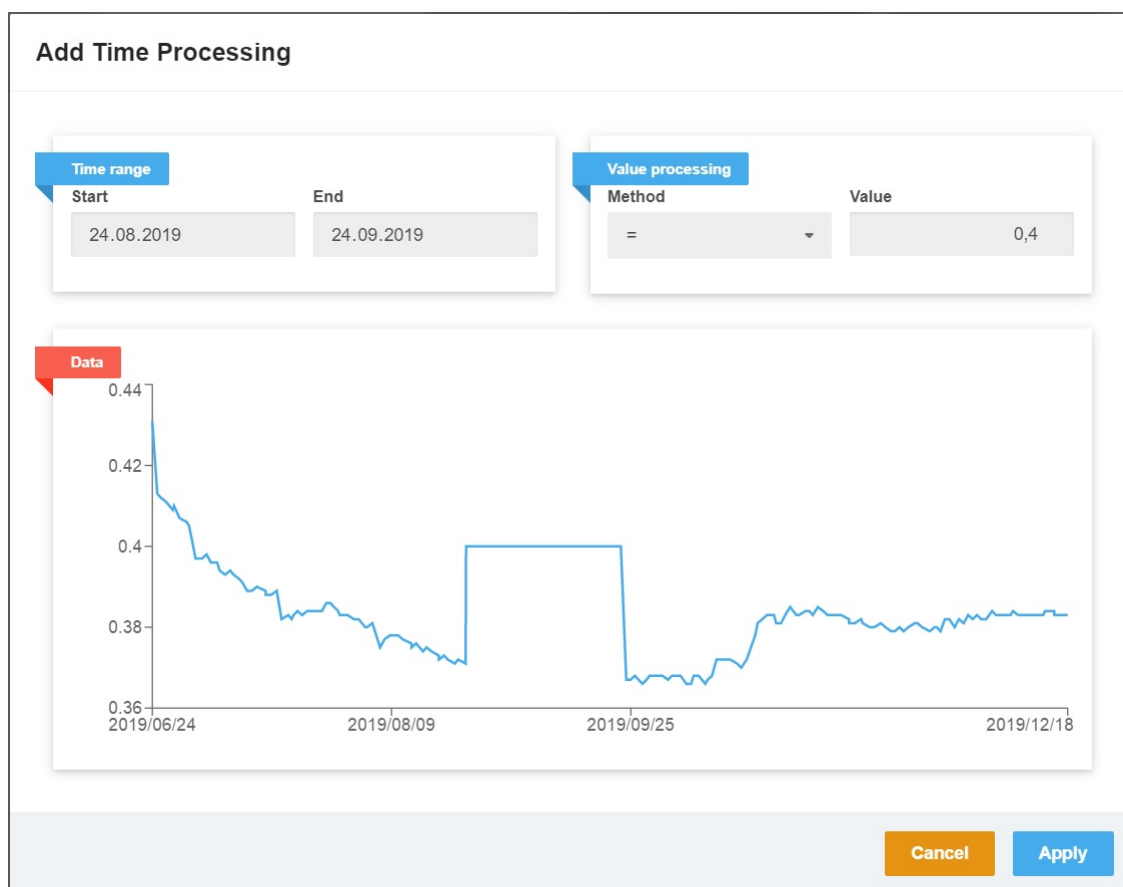 Add Time Processing
Time range
Start
End
24.08.2019
24.09.2019
Value processing
Method
Value
=
0,4
Data
0.44
0.42
0.4
0.38
0.36
2019/06/24
2019/08/09
2019/09/25
2019/12/18
Cancel
Apply